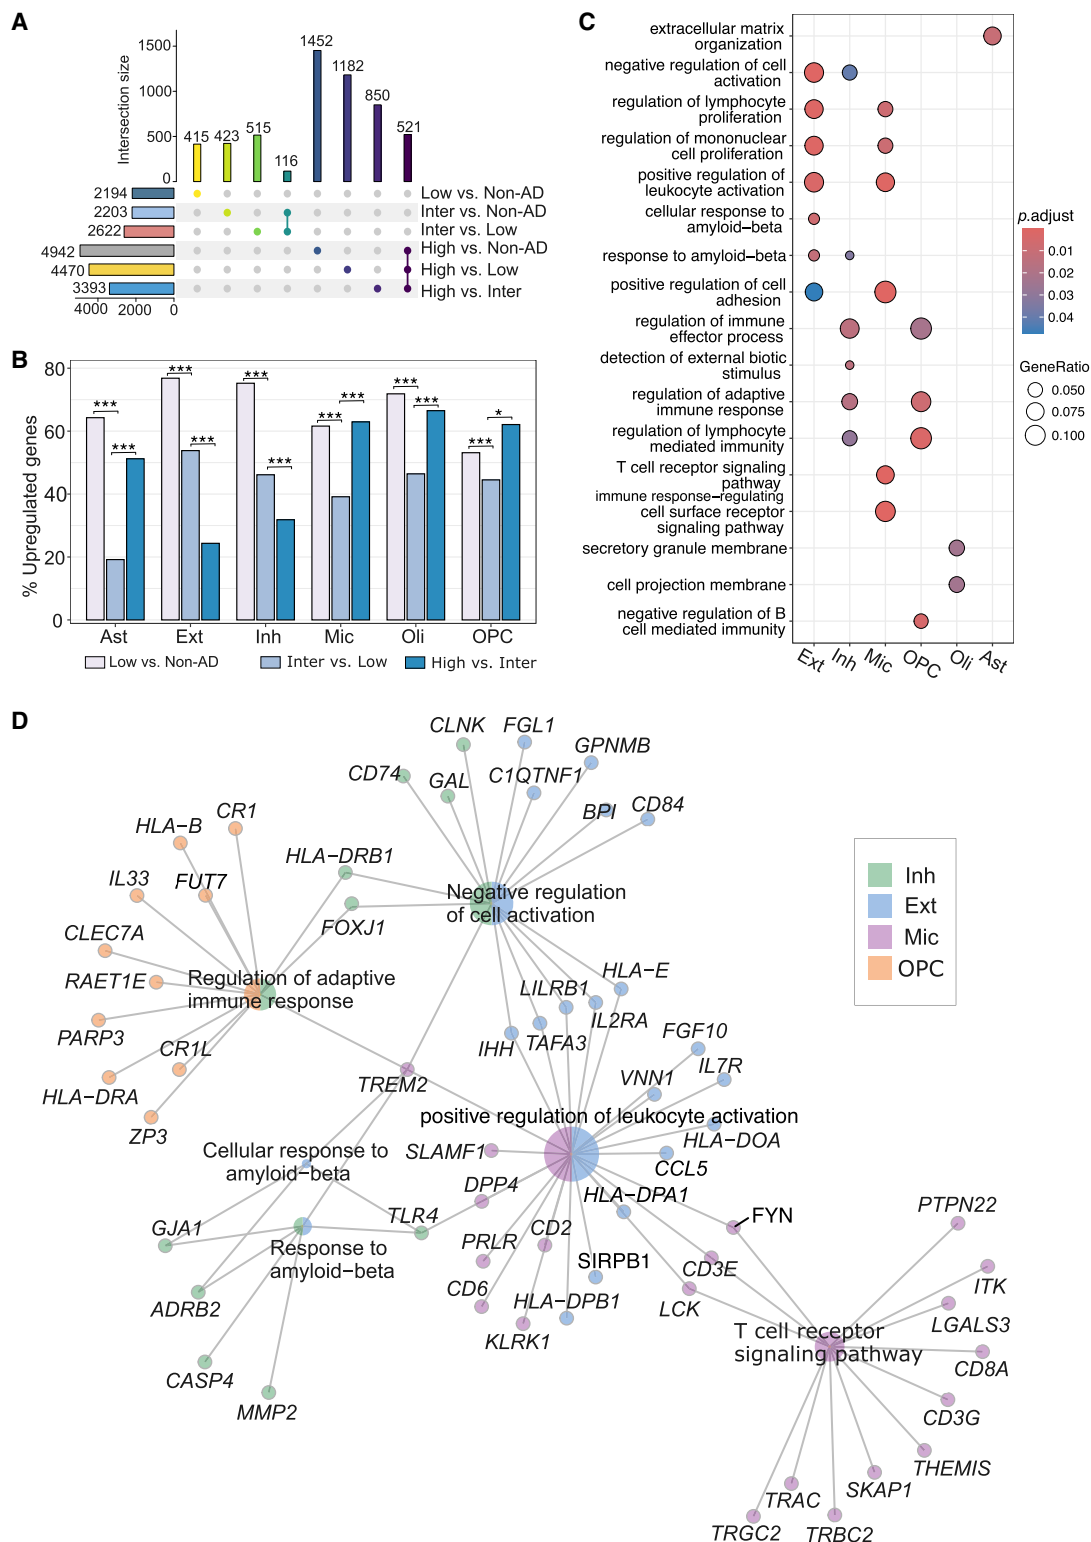 A
Intersection size
1500
1000
500
0
415
423
515
116
1452
1182
850
521
2194
2203
2622
4942
4470
3393
Low vs. Non-AD
Inter vs. Non-AD
Inter vs. Low
High vs. Non-AD
High vs. Low
High vs. Inter
4000 2000 0
B
% Upregulated genes
80
60
40
20
0
*** ***
*** ***
*** ***
*** ***
*** ***
*** *
Ast Ext Inh Mic Oli OPC
Low vs. Non-AD Inter vs. Low High vs. Inter
C
extracellular matrix
organization
negative regulation of cell
activation
regulation of lymphocyte
proliferation
regulation of mononuclear
cell proliferation
positive regulation of
leukocyte activation
cellular response to
amyloid−beta
response to amyloid−beta
positive regulation of cell
adhesion
regulation of immune
effector process
detection of external biotic
stimulus
regulation of adaptive
immune response
regulation of lymphocyte
mediated immunity
T cell receptor signaling
pathway
immune response−regulating
cell surface receptor
signaling pathway
secretory granule membrane
cell projection membrane
negative regulation of B
cell mediated immunity
Ext Inh Mic OPC Oli Ast
p.adjust
0.01
0.02
0.03
0.04
GeneRatio
0.050
0.075
0.100
D
CLNK
FGL1
GPNMB
CD74
GAL
C1QTNF1
BPI
CD84
CR1
HLA−B
HLA−DRB1
IL33
FUT7
Negative regulation
of cell activation
FOXJ1
CLEC7A
RAET1E
Regulation of adaptive
immune response
PARP3
CR1L
HLA−DRA
ZP3
TREM2
HLA−E
LILRB1
IL2RA
IHH
TAFA3
FGF10
IL7R
VNN1
positive regulation of leukocyte activation
HLA−DOA
CCL5
Cellular response to
amyloid−beta
SLAMF1
DPP4
HLA−DPA1
GJA1
TLR4
Response to
amyloid−beta
ADRB2
CASP4
MMP2
PRLR
CD2
SIRPB1
CD6
HLA−DPB1
KLRK1
FYN
CD3E
LCK
PTPN22
ITK
LGALS3
T cell receptor
signaling pathway
CD8A
CD3G
THEMIS
SKAP1
TRAC
TRGC2
TRBC2
Inh
Ext
Mic
OPC